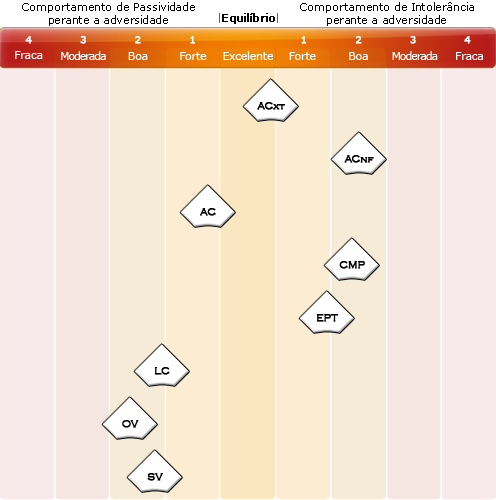 Comportamento de Passividade
perante a adversidade
|Equilíbrio|
Comportamento de Intolerância
perante a adversidade
4 3 2 1 1 2 3 4
Fraca Moderada Boa Forte Excelente Forte Boa Moderada Fraca
ACXT
ACNF
AC
CMP
EPT
LC
OV
SV